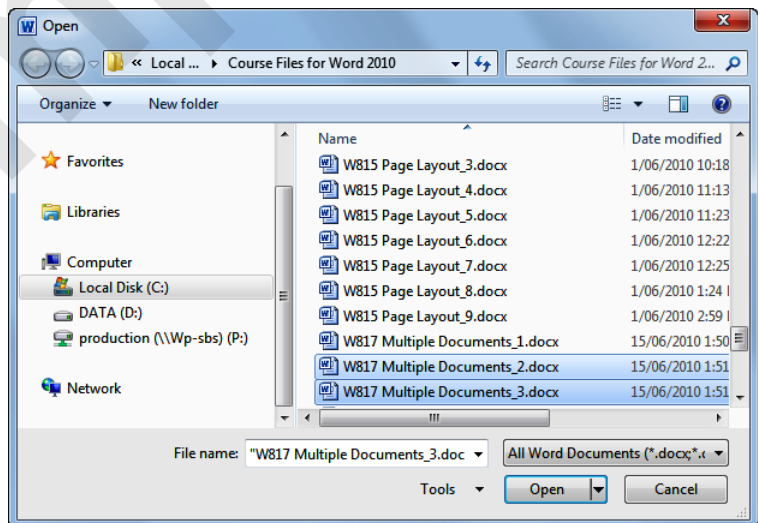 Open
« Local ... ▸ Course Files for Word 2010
Search Course Files for Word 2...
Organize New folder
Name Date modified
Favorites
Libraries
Computer
Local Disk (C:)
DATA (D:)
production (\\Wp-sbs) (P:)
Network
W815 Page Layout_3.docx 1/06/2010 10:18
W815 Page Layout_4.docx 1/06/2010 11:13
W815 Page Layout_5.docx 1/06/2010 11:23
W815 Page Layout_6.docx 1/06/2010 12:22
W815 Page Layout_7.docx 1/06/2010 12:25
W815 Page Layout_8.docx 1/06/2010 1:24
W815 Page Layout_9.docx 1/06/2010 2:59
W817 Multiple Documents_1.docx 15/06/2010 1:50
W817 Multiple Documents_2.docx 15/06/2010 1:51
W817 Multiple Documents_3.docx 15/06/2010 1:51
File name: "W817 Multiple Documents_3.doc All Word Documents (*.docx;*.
Tools Open Cancel